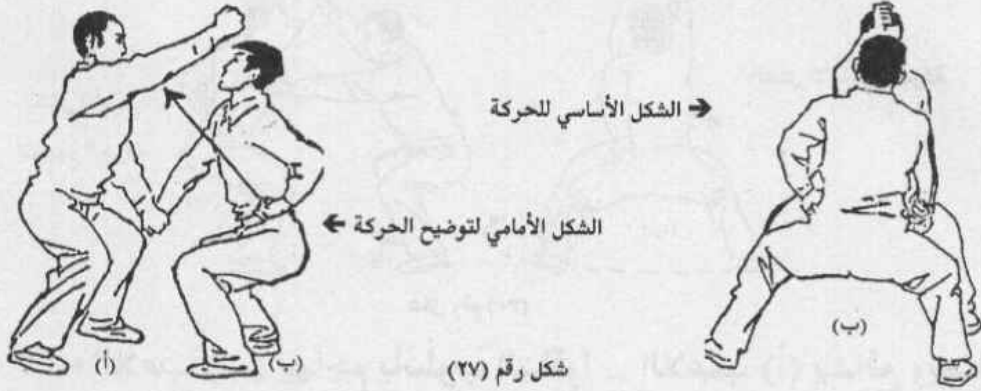 الشكل الأساسي للحركة ➔
الشكل الأمامي لتوضيح الحركة ➔
(أ)
(ب)
(ب)
شكل رقم (٢٧)